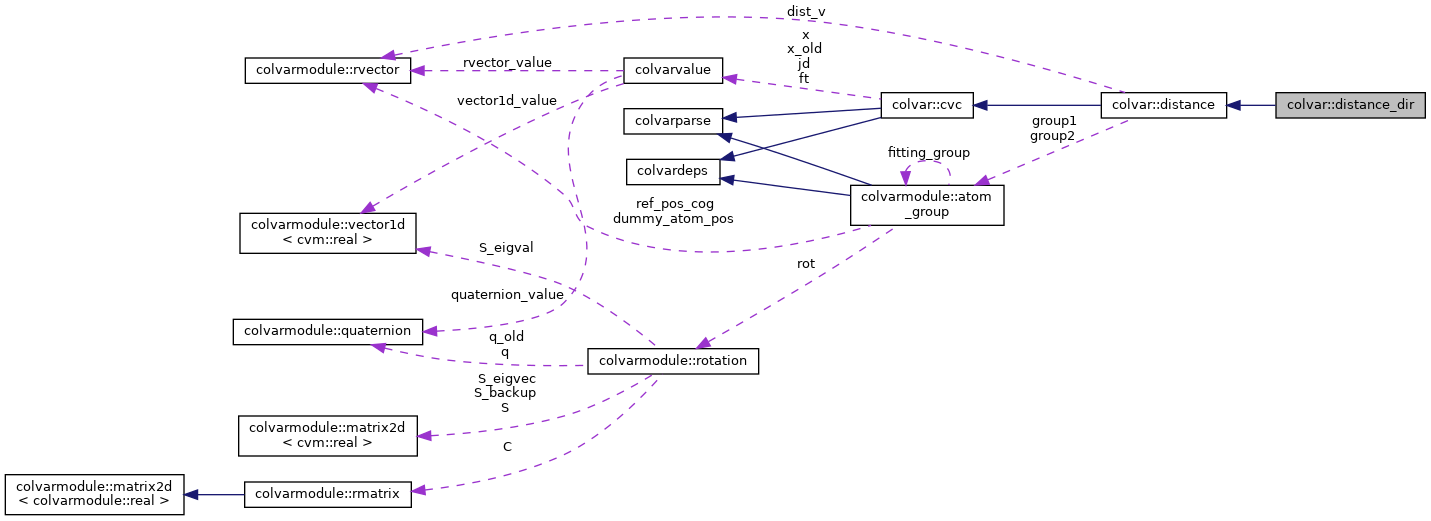 dist_v
x
x_old
jd
ft
colvarmodule::rvector
rvector_value
colvarvalue
vector1d_value
colvar::cvc
colvar::distance
colvar::distance_dir
colvarparse
group1
group2
fitting_group
colvardeps
colvarmodule::atom
_group
ref_pos_cog
dummy_atom_pos
colvarmodule::vector1d
< cvm::real >
S_eigval
rot
quaternion_value
colvarmodule::quaternion
q_old
q
colvarmodule::rotation
S_eigvec
S_backup
S
colvarmodule::matrix2d
< cvm::real >
C
colvarmodule::matrix2d
< colvarmodule::real >
colvarmodule::rmatrix